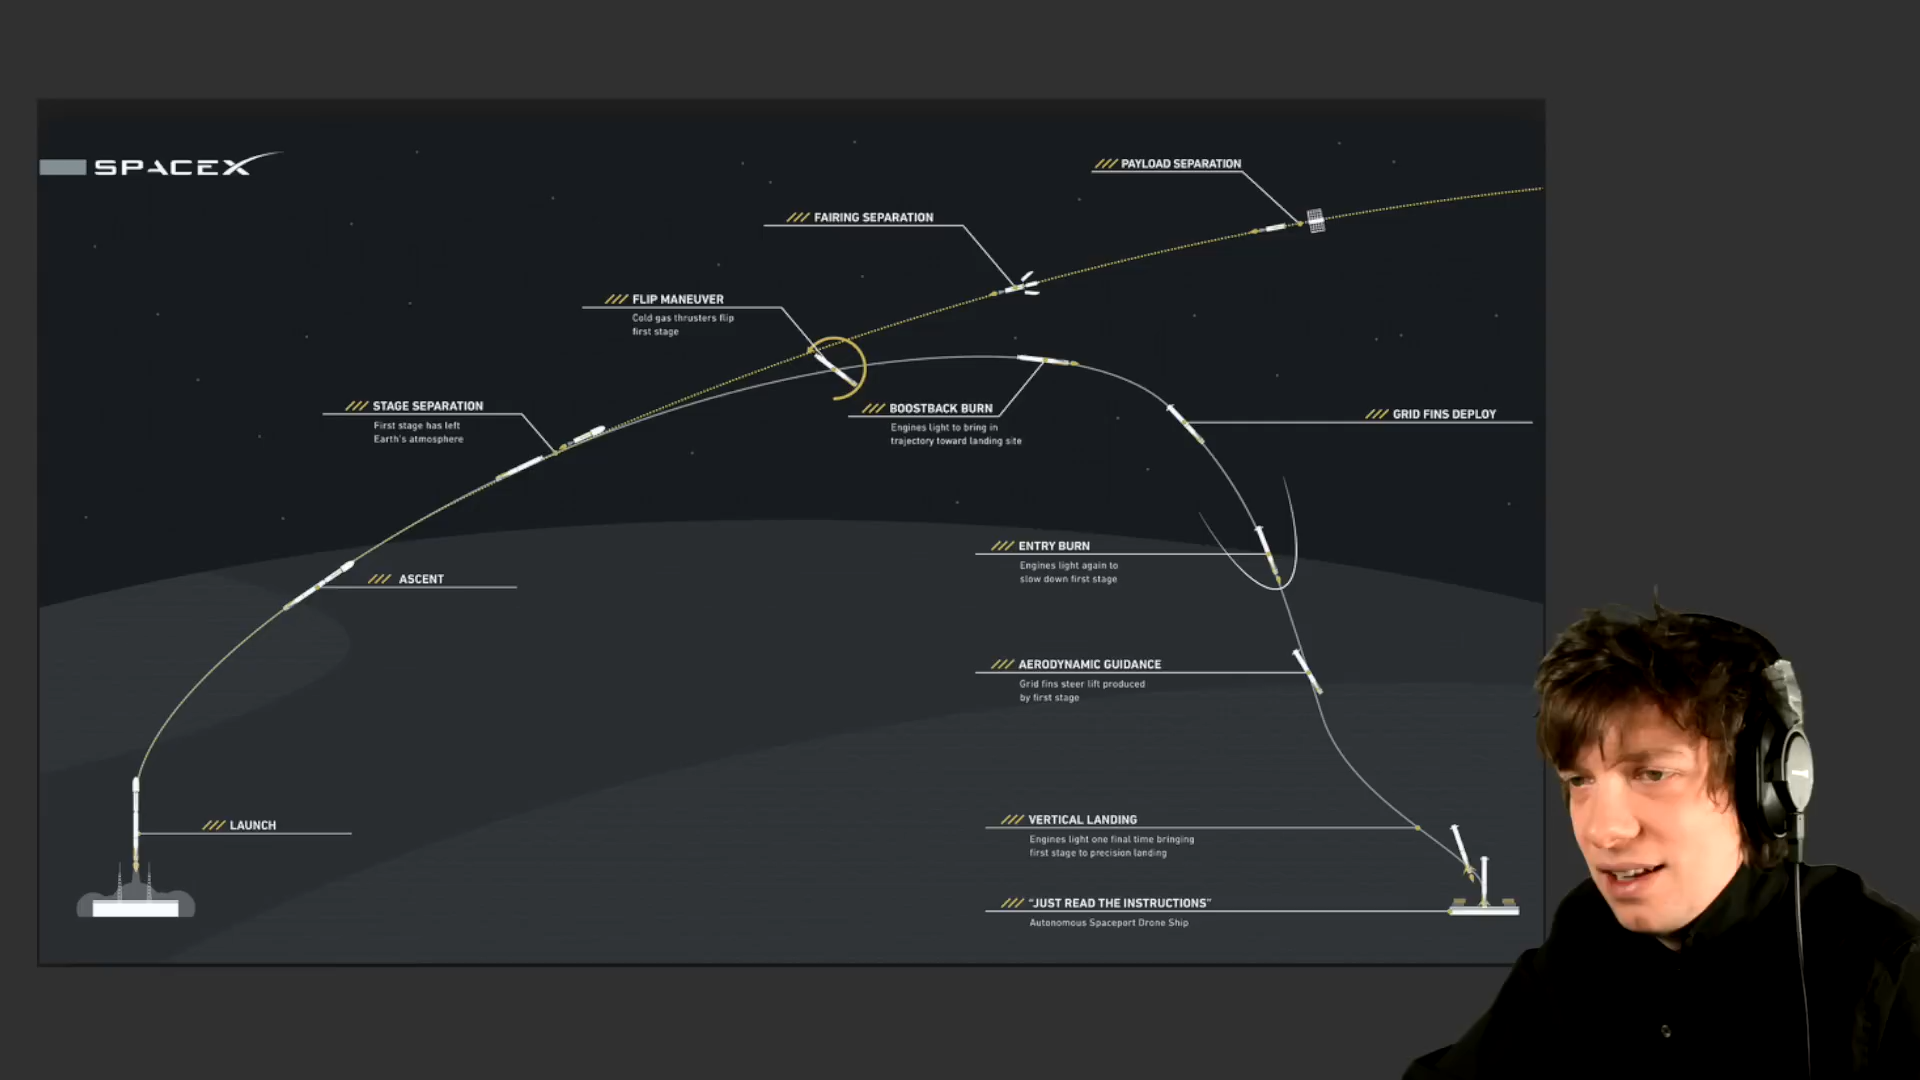 SPACEX
/// PAYLOAD SEPARATION
/// FAIRING SEPARATION
/// FLIP MANEUVER
Cold gas thrusters flip
first stage
/// STAGE SEPARATION
First stage has left
Earth's atmosphere
/// BOOSTBACK BURN
Engines light to bring in
trajectory toward landing site
/// GRID FINS DEPLOY
/// ASCENT
/// ENTRY BURN
Engines light again to
slow down first stage
/// AERODYNAMIC GUIDANCE
Grid fins steer lift produced
by first stage
/// LAUNCH
/// VERTICAL LANDING
Engines light one final time bringing
first stage to precision landing
/// "JUST READ THE INSTRUCTIONS"
Autonomous Spaceport Drone Ship